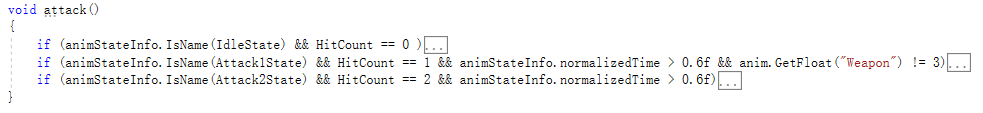 void attack()
{
if (animStateInfo.IsName(IdleState) && HitCount == 0 )...
if (animStateInfo.IsName(Attack1State) && HitCount == 1 && animStateInfo.normalizedTime > 0.6f && anim.GetFloat("Weapon") != 3)...
if (animStateInfo.IsName(Attack2State) && HitCount == 2 && animStateInfo.normalizedTime > 0.6f)...
}